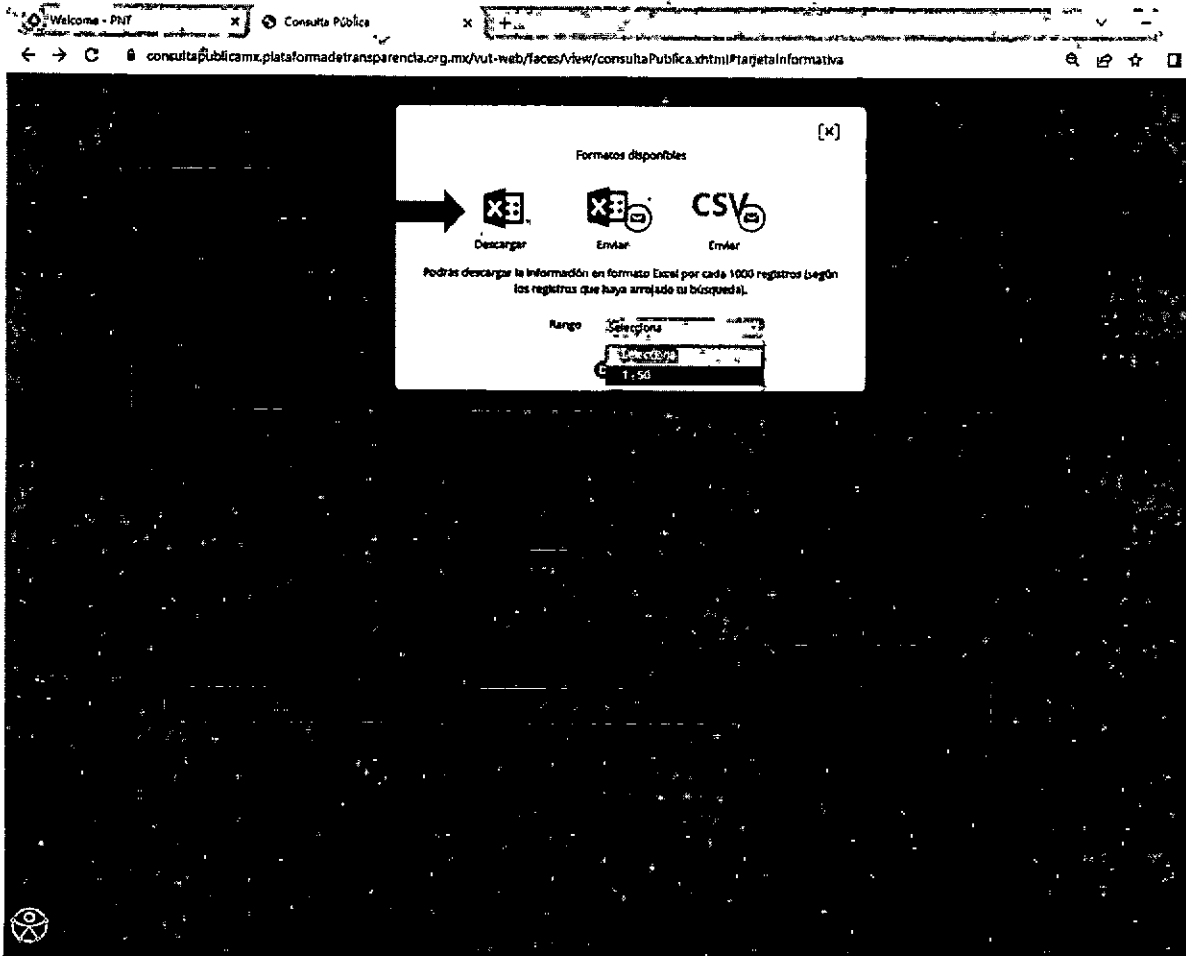 Welcome - PNT
Consulta Pública
consultapublicamx.plataformadetransparencia.org.mx/vut-web/faces/view/consultaPublica.xhtml#tarjetaInformativa
[x]
Formatos disponibles
CSV
Descargar
Enviar
Enviar
Podrás descargar la información en formato Excel por cada 1000 registros (según
los registros que haya arrojado tu búsqueda).
Rango
Selecciona
Selecciona
1 - 50